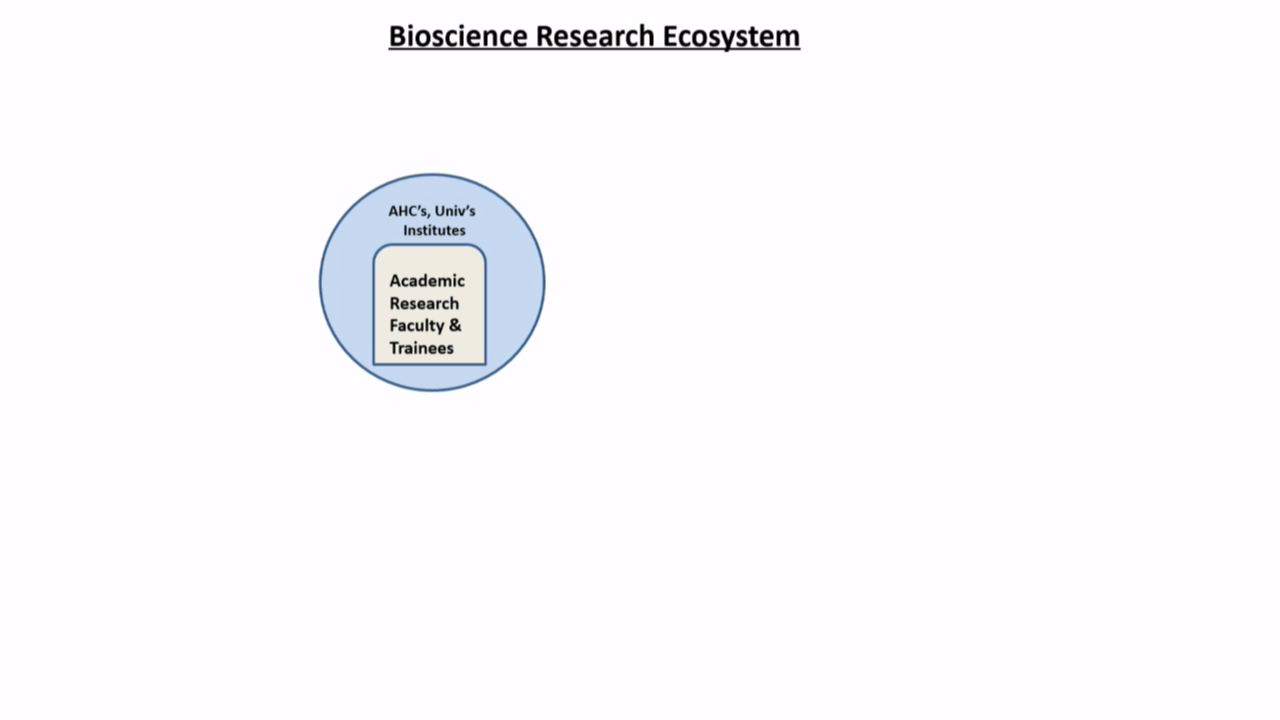 Bioscience Research Ecosystem
AHC's, Univ's
Institutes
Academic
Research
Faculty &
Trainees